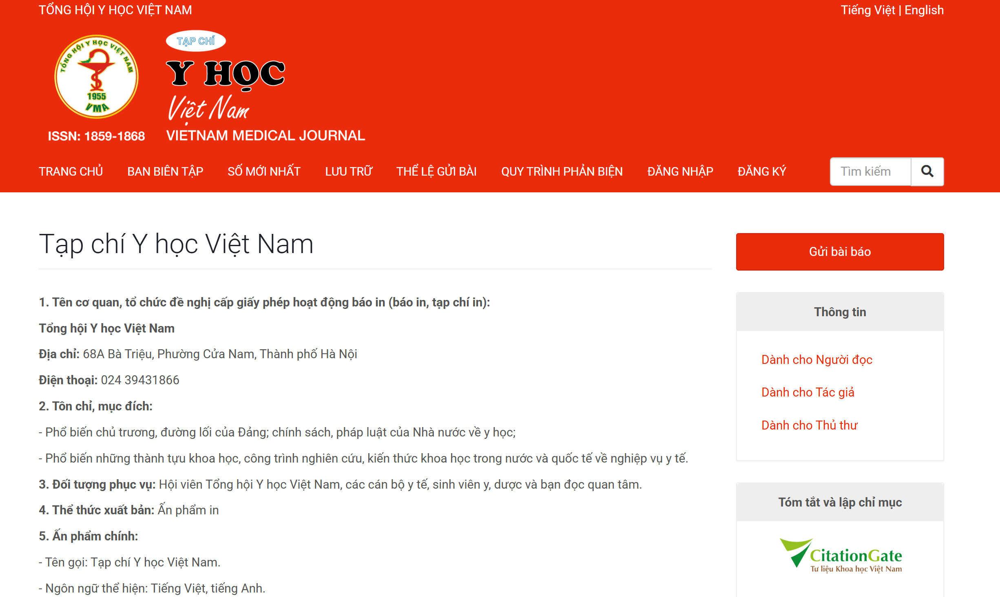 TỔNG HỘI Y HỌC VIỆT NAM
Tiếng Việt | English
TỔNG HỘI Y HỌC VIỆT NAM
1955
VMA
ISSN: 1859-1868
TẠP CHÍ
Y HỌC
Việt Nam
VIETNAM MEDICAL JOURNAL
TRANG CHỦ BAN BIÊN TẬP SỐ MỚI NHẤT LƯU TRỮ THỂ LỆ GỬI BÀI QUY TRÌNH PHẢN BIỆN ĐĂNG NHẬP ĐĂNG KÝ Tìm kiếm
Tạp chí Y học Việt Nam
1. Tên cơ quan, tổ chức đề nghị cấp giấy phép hoạt động báo in (báo in, tạp chí in):
Tổng hội Y học Việt Nam
Địa chỉ: 68A Bà Triệu, Phường Cửa Nam, Thành phố Hà Nội
Điện thoại: 024 39431866
2. Tôn chỉ, mục đích:
- Phổ biến chủ trương, đường lối của Đảng; chính sách, pháp luật của Nhà nước về y học;
- Phổ biến những thành tựu khoa học, công trình nghiên cứu, kiến thức khoa học trong nước và quốc tế về nghiệp vụ y tế.
3. Đối tượng phục vụ: Hội viên Tổng hội Y học Việt Nam, các cán bộ y tế, sinh viên y, dược và bạn đọc quan tâm.
4. Thể thức xuất bản: Ấn phẩm in
5. Ấn phẩm chính:
- Tên gọi: Tạp chí Y học Việt Nam.
- Ngôn ngữ thể hiện: Tiếng Việt, tiếng Anh.
Gửi bài báo
Thông tin
Dành cho Người đọc
Dành cho Tác giả
Dành cho Thủ thư
Tóm tắt và lập chỉ mục
CitationGate
Tư liệu Khoa học Việt Nam